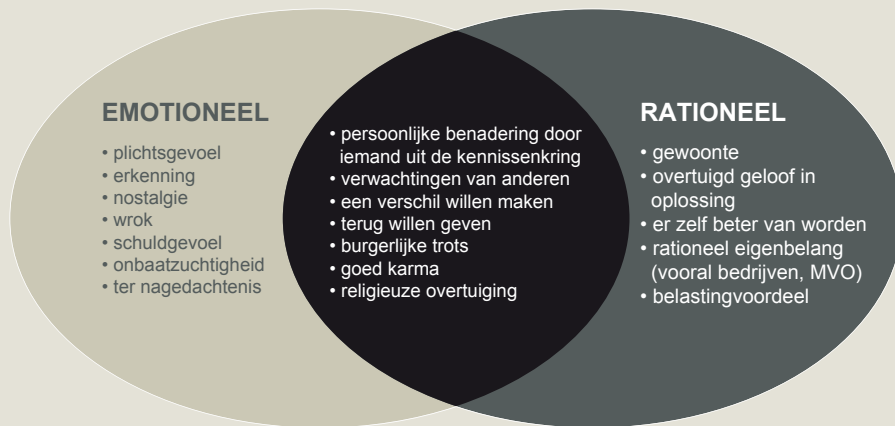 EMOTIONEEL
• plichtsgevoel
• erkenning
• nostalgie
• wrok
• schuldgevoel
• onbaatzuchtigheid
• ter nagedachtenis
• persoonlijke benadering door
iemand uit de kennissenkring
• verwachtingen van anderen
• een verschil willen maken
• terug willen geven
• burgerlijke trots
• goed karma
• religieuze overtuiging
RATIONEEL
• gewoonte
• overtuigd geloof in
oplossing
• er zelf beter van worden
• rationeel eigenbelang
(vooral bedrijven, MVO)
• belastingvoordeel